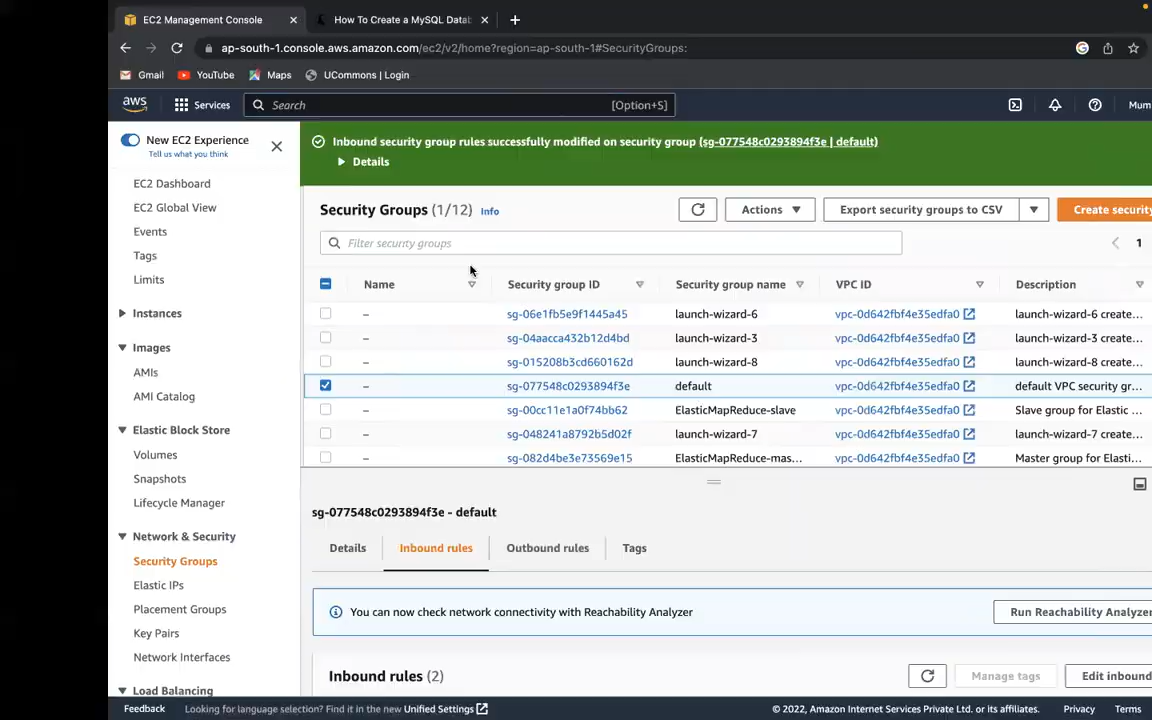 EC2 Management Console
How To Create a MySQL Datab
ap-south-1.console.aws.amazon.com/ec2/v2/home?region=ap-south-1#SecurityGroups:
Gmail YouTube Maps UCommons | Login
aws Services Search [Option+S] Mum
New EC2 Experience
Tell us what you think
EC2 Dashboard
EC2 Global View
Events
Tags
Limits
Instances
Images
AMIs
AMI Catalog
Elastic Block Store
Volumes
Snapshots
Lifecycle Manager
Network & Security
Security Groups
Elastic IPs
Placement Groups
Key Pairs
Network Interfaces
Load Balancing
Inbound security group rules successfully modified on security group (sg-077548c0293894f3e | default)
Details
Security Groups (1/12) Info Actions Export security groups to CSV Create security
Filter security groups 1
Name Security group ID Security group name VPC ID Description
– sg-06e1fb5e9f1445a45 launch-wizard-6 vpc-0d642fbf4e35edfa0 launch-wizard-6 create...
– sg-04aacca432b12d4bd launch-wizard-3 vpc-0d642fbf4e35edfa0 launch-wizard-3 create...
– sg-015208b3cd660162d launch-wizard-8 vpc-0d642fbf4e35edfa0 launch-wizard-8 create...
– sg-077548c0293894f3e default vpc-0d642fbf4e35edfa0 default VPC security gr...
– sg-00cc11e1a0f74bb62 ElasticMapReduce-slave vpc-0d642fbf4e35edfa0 Slave group for Elastic ...
– sg-048241a8792b5d02f launch-wizard-7 vpc-0d642fbf4e35edfa0 launch-wizard-7 create...
– sg-082d4be3e73569e15 ElasticMapReduce-mas... vpc-0d642fbf4e35edfa0 Master group for Elasti...
sg-077548c0293894f3e - default
Details Inbound rules Outbound rules Tags
You can now check network connectivity with Reachability Analyzer Run Reachability Analyzer
Inbound rules (2) Manage tags Edit inbound
Feedback Looking for language selection? Find it in the new Unified Settings © 2022, Amazon Internet Services Private Ltd. or its affiliates. Privacy Terms